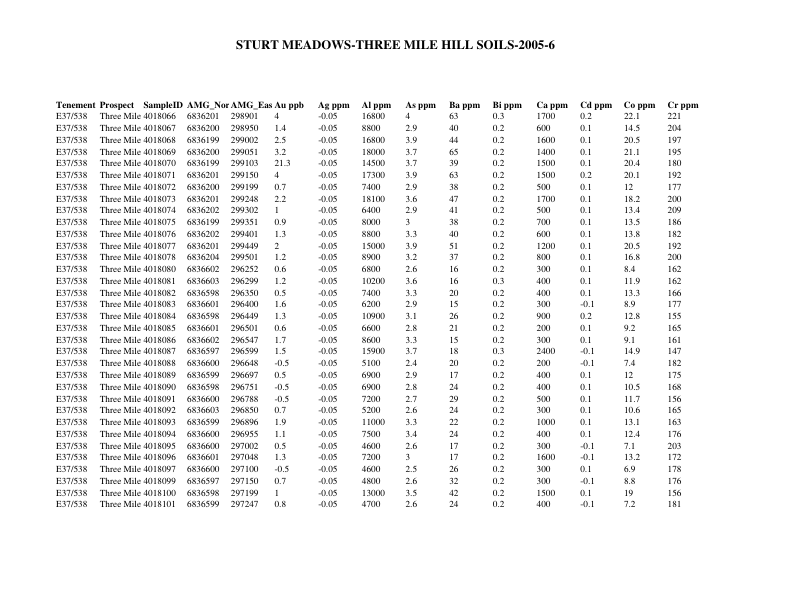 STURT MEADOWS-THREE MILE HILL SOILS-2005-6
Tenement Prospect SampleID AMG_Nor AMG_Eas Au ppb Ag ppm Al ppm As ppm Ba ppm Bi ppm Ca ppm Cd ppm Co ppm Cr ppm
E37/538 Three Mile 4018066 6836201 298901 4 -0.05 16800 4 63 0.3 1700 0.2 22.1 221
E37/538 Three Mile 4018067 6836200 298950 1.4 -0.05 8800 2.9 40 0.2 600 0.1 14.5 204
E37/538 Three Mile 4018068 6836199 299002 2.5 -0.05 16800 3.9 44 0.2 1600 0.1 20.5 197
E37/538 Three Mile 4018069 6836200 299051 3.2 -0.05 18000 3.7 65 0.2 1400 0.1 21.1 195
E37/538 Three Mile 4018070 6836199 299103 21.3 -0.05 14500 3.7 39 0.2 1500 0.1 20.4 180
E37/538 Three Mile 4018071 6836201 299150 4 -0.05 17300 3.9 63 0.2 1500 0.2 20.1 192
E37/538 Three Mile 4018072 6836200 299199 0.7 -0.05 7400 2.9 38 0.2 500 0.1 12 177
E37/538 Three Mile 4018073 6836201 299248 2.2 -0.05 18100 3.6 47 0.2 1700 0.1 18.2 200
E37/538 Three Mile 4018074 6836202 299302 1 -0.05 6400 2.9 41 0.2 500 0.1 13.4 209
E37/538 Three Mile 4018075 6836199 299351 0.9 -0.05 8000 3 38 0.2 700 0.1 13.5 186
E37/538 Three Mile 4018076 6836202 299401 1.3 -0.05 8800 3.3 40 0.2 600 0.1 13.8 182
E37/538 Three Mile 4018077 6836201 299449 2 -0.05 15000 3.9 51 0.2 1200 0.1 20.5 192
E37/538 Three Mile 4018078 6836204 299501 1.2 -0.05 8900 3.2 37 0.2 800 0.1 16.8 200
E37/538 Three Mile 4018080 6836602 296252 0.6 -0.05 6800 2.6 16 0.2 300 0.1 8.4 162
E37/538 Three Mile 4018081 6836603 296299 1.2 -0.05 10200 3.6 16 0.3 400 0.1 11.9 162
E37/538 Three Mile 4018082 6836598 296350 0.5 -0.05 7400 3.3 20 0.2 400 0.1 13.3 166
E37/538 Three Mile 4018083 6836601 296400 1.6 -0.05 6200 2.9 15 0.2 300 -0.1 8.9 177
E37/538 Three Mile 4018084 6836598 296449 1.3 -0.05 10900 3.1 26 0.2 900 0.2 12.8 155
E37/538 Three Mile 4018085 6836601 296501 0.6 -0.05 6600 2.8 21 0.2 200 0.1 9.2 165
E37/538 Three Mile 4018086 6836602 296547 1.7 -0.05 8600 3.3 15 0.2 300 0.1 9.1 161
E37/538 Three Mile 4018087 6836597 296599 1.5 -0.05 15900 3.7 18 0.3 2400 -0.1 14.9 147
E37/538 Three Mile 4018088 6836600 296648 -0.5 -0.05 5100 2.4 20 0.2 200 -0.1 7.4 182
E37/538 Three Mile 4018089 6836599 296697 0.5 -0.05 6900 2.9 17 0.2 400 0.1 12 175
E37/538 Three Mile 4018090 6836598 296751 -0.5 -0.05 6900 2.8 24 0.2 400 0.1 10.5 168
E37/538 Three Mile 4018091 6836600 296788 -0.5 -0.05 7200 2.7 29 0.2 500 0.1 11.7 156
E37/538 Three Mile 4018092 6836603 296850 0.7 -0.05 5200 2.6 24 0.2 300 0.1 10.6 165
E37/538 Three Mile 4018093 6836599 296896 1.9 -0.05 11000 3.3 22 0.2 1000 0.1 13.1 163
E37/538 Three Mile 4018094 6836600 296955 1.1 -0.05 7500 3.4 24 0.2 400 0.1 12.4 176
E37/538 Three Mile 4018095 6836600 297002 0.5 -0.05 4600 2.6 17 0.2 300 -0.1 7.1 203
E37/538 Three Mile 4018096 6836601 297048 1.3 -0.05 7200 3 17 0.2 1600 -0.1 13.2 172
E37/538 Three Mile 4018097 6836600 297100 -0.5 -0.05 4600 2.5 26 0.2 300 0.1 6.9 178
E37/538 Three Mile 4018099 6836597 297150 0.7 -0.05 4800 2.6 32 0.2 300 -0.1 8.8 176
E37/538 Three Mile 4018100 6836598 297199 1 -0.05 13000 3.5 42 0.2 1500 0.1 19 156
E37/538 Three Mile 4018101 6836599 297247 0.8 -0.05 4700 2.6 24 0.2 400 -0.1 7.2 181